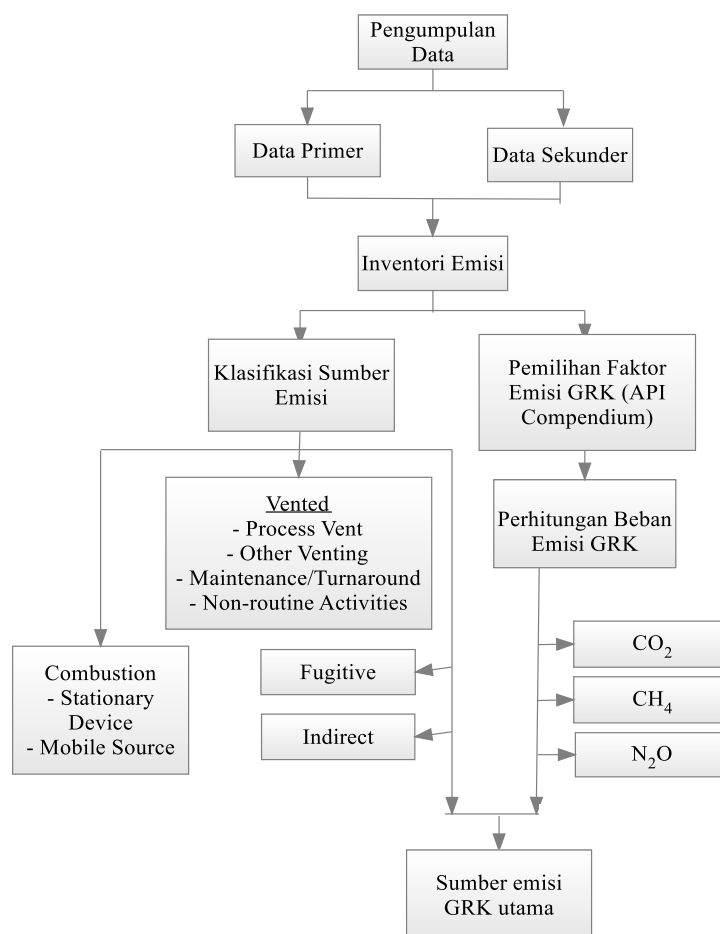 Pengumpulan
Data
Data Primer
Data Sekunder
Inventori Emisi
Klasifikasi Sumber
Emisi
Pemilihan Faktor
Emisi GRK (API
Compendium)
Vented
- Process Vent
- Other Venting
- Maintenance/Turnaround
- Non-routine Activities
Perhitungan Beban
Emisi GRK
Combustion
- Stationary
Device
- Mobile Source
Fugitive
Indirect
CO₂
CH₄
N₂O
Sumber emisi
GRK utama